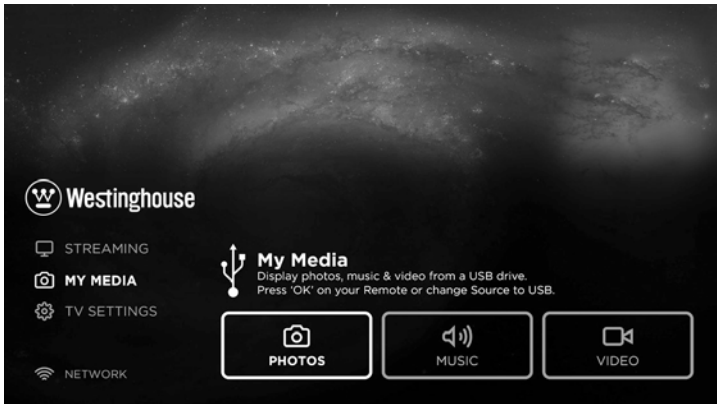 Westinghouse
STREAMING
MY MEDIA
TV SETTINGS
NETWORK
My Media
Display photos, music & video from a USB drive.
Press ‘OK’ on your Remote or change Source to USB.
PHOTOS
MUSIC
VIDEO